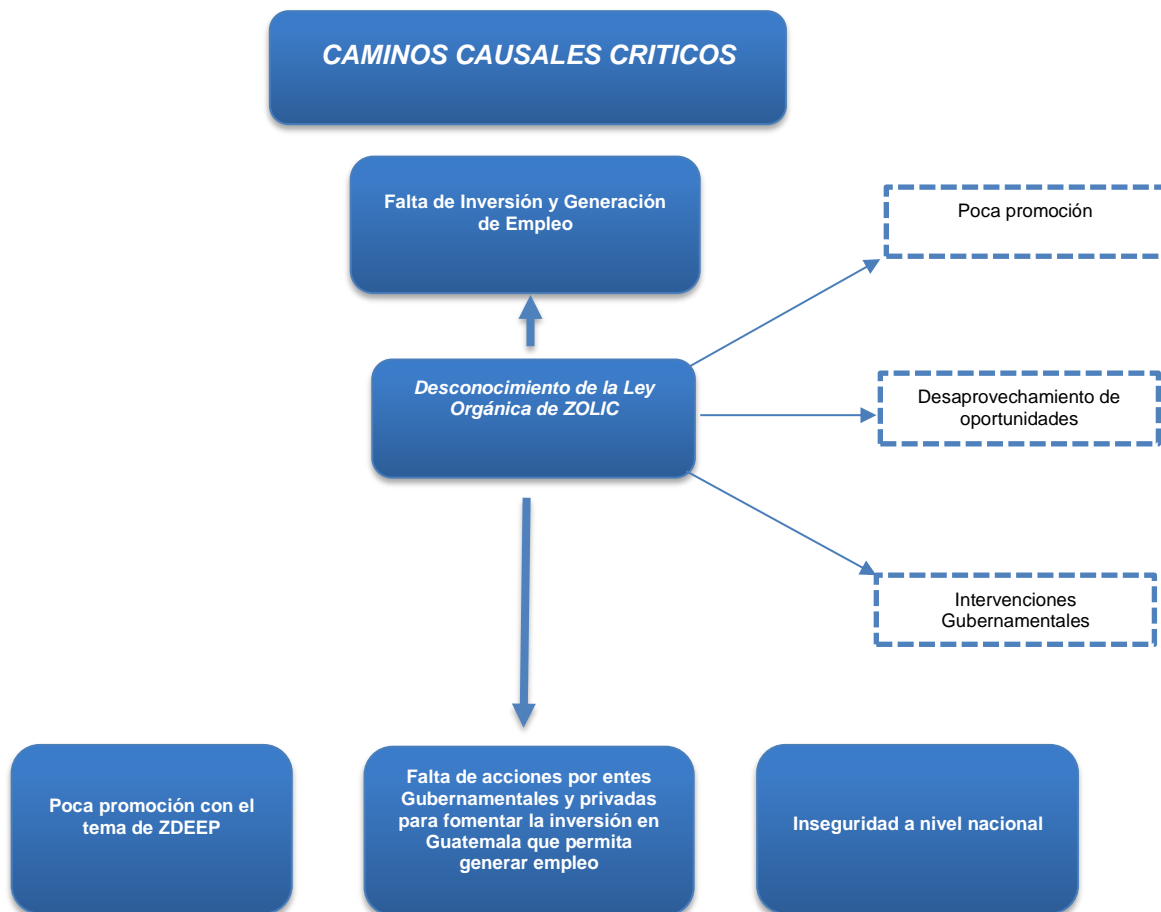 CAMINOS CAUSALES CRITICOS
Falta de Inversión y Generación
de Empleo
Poca promoción
Desconocimiento de la Ley
Orgánica de ZOLIC
Desaprovechamiento de
oportunidades
Intervenciones
Gubernamentales
Poca promoción con el
tema de ZDEEP
Falta de acciones por entes
Gubernamentales y privadas
para fomentar la inversión en
Guatemala que permita
generar empleo
Inseguridad a nivel nacional